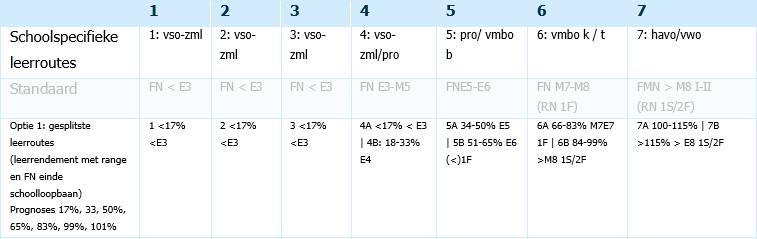 1 2 3 4 5 6 7
Schoolspecifieke leerroutes 1: vso-zml 2: vso-zml 3: vso-zml 4: vso-zml/pro 5: pro/ vmbo b 6: vmbo k / t 7: havo/vwo
Standaard FN < E3 FN < E3 FN < E3 FN E3-M5 FNE5-E6 FN M7-M8 (RN 1F) FMN > M8 I-II (RN 1S/2F)
Optie 1: gesplitste leerroutes (leerrendement met range en FN einde schoolloopbaan) Prognoses 17%, 33, 50%, 65%, 83%, 99%, 101% 1 <17% <E3 2 <17% <E3 3 <17% <E3 4A <17% < E3 | 4B: 18-33% E4 5A 34-50% E5 | 5B 51-65% E6 (<)1F 6A 66-83% M7E7 1F | 6B 84-99% >M8 1S/2F 7A 100-115% | 7B >115% > E8 1S/2F